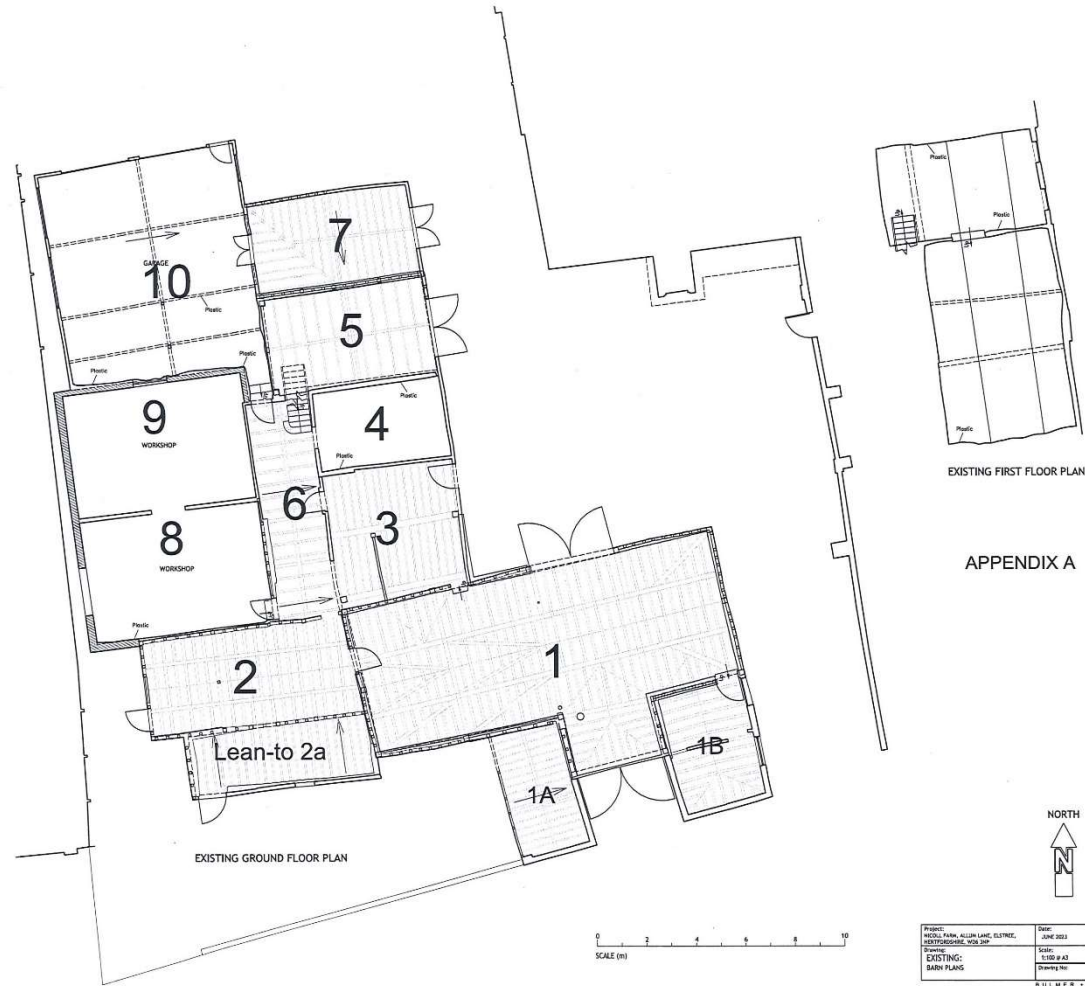 7
GARAGE
10
Plastic
Plastic
Plastic
5
Plastic
9
WORKSHOP
4
Plastic
6
3
8
WORKSHOP
Plastic
2
1
Lean-to 2a
1A
1B
EXISTING GROUND FLOOR PLAN
Plastic
Plastic
Plastic
EXISTING FIRST FLOOR PLAN
APPENDIX A
NORTH
N
0 2 4 6 8 10
SCALE (m)
Project:
NICOLL FARM, ALLUM LANE, ELSTREE,
HERTFORDSHIRE, WD6 3NP
Date:
JUNE 2023
Drawing:
EXISTING:
BARN PLANS
Scale:
1:100 @ A3
Drawing No: